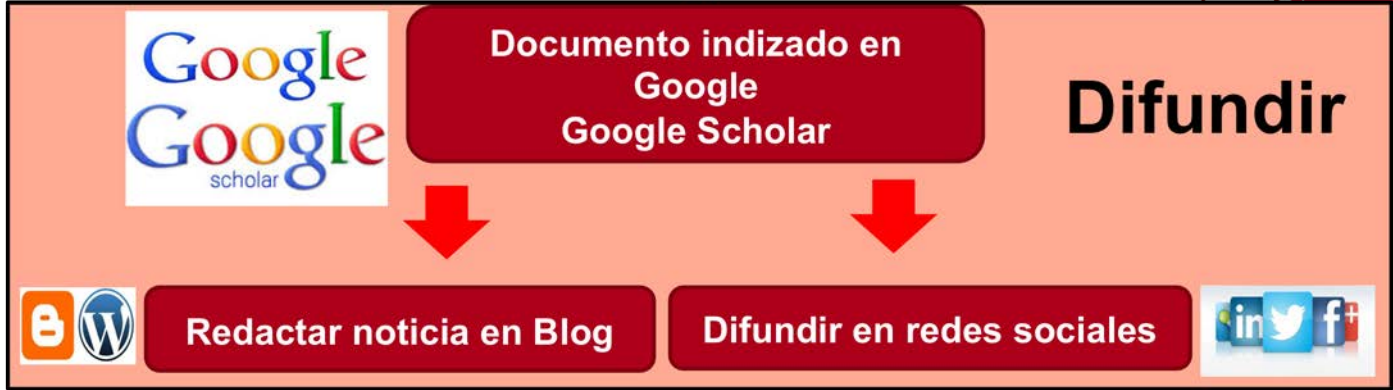 Google
Google
scholar
Documento indizado en
Google
Google Scholar
Difundir
Redactar noticia en Blog
Difundir en redes sociales
in
f
+